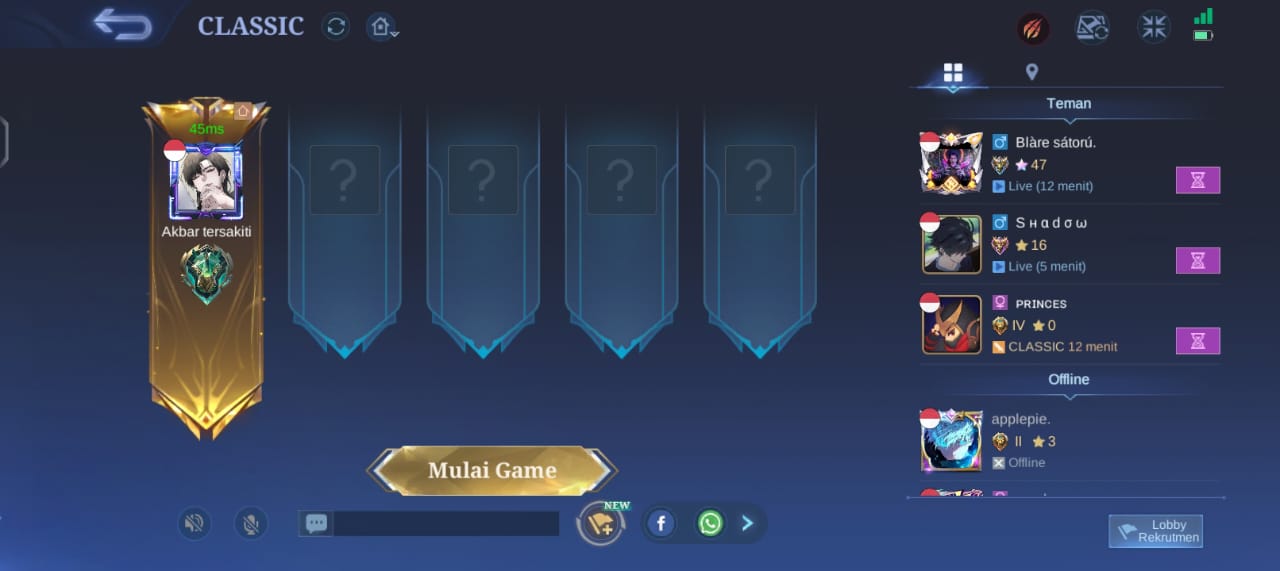 CLASSIC
45ms
Akbar tersakiti
?
?
?
?
Mulai Game
NEW
Teman
Blàre sátorú.
47
Live (12 menit)
S н α d σ ω
16
Live (5 menit)
PRINCES
IV 0
CLASSIC 12 menit
Offline
applepie.
II 3
Offline
Lobby
Rekrutmen